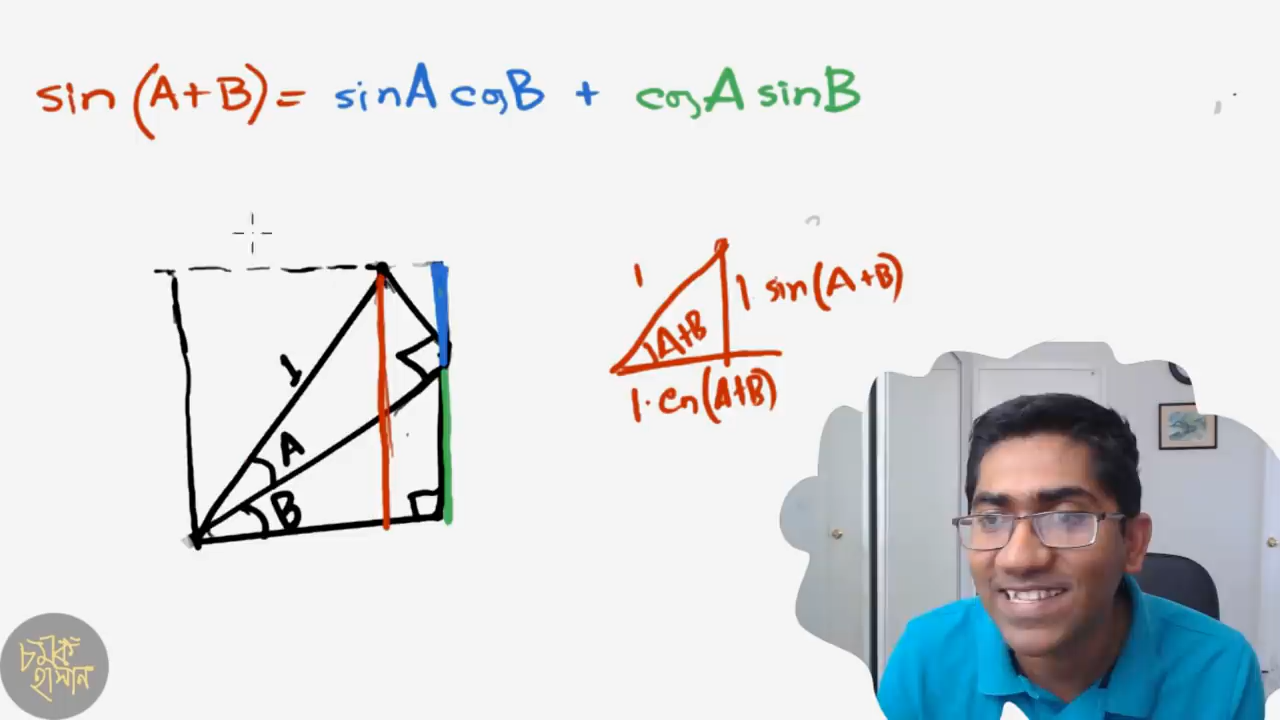 sin (A+B) = sinA cosB + cosA sinB
1
A
B
1
A+B
1. sin(A+B)
1. cos(A+B)
চমক
হাসান